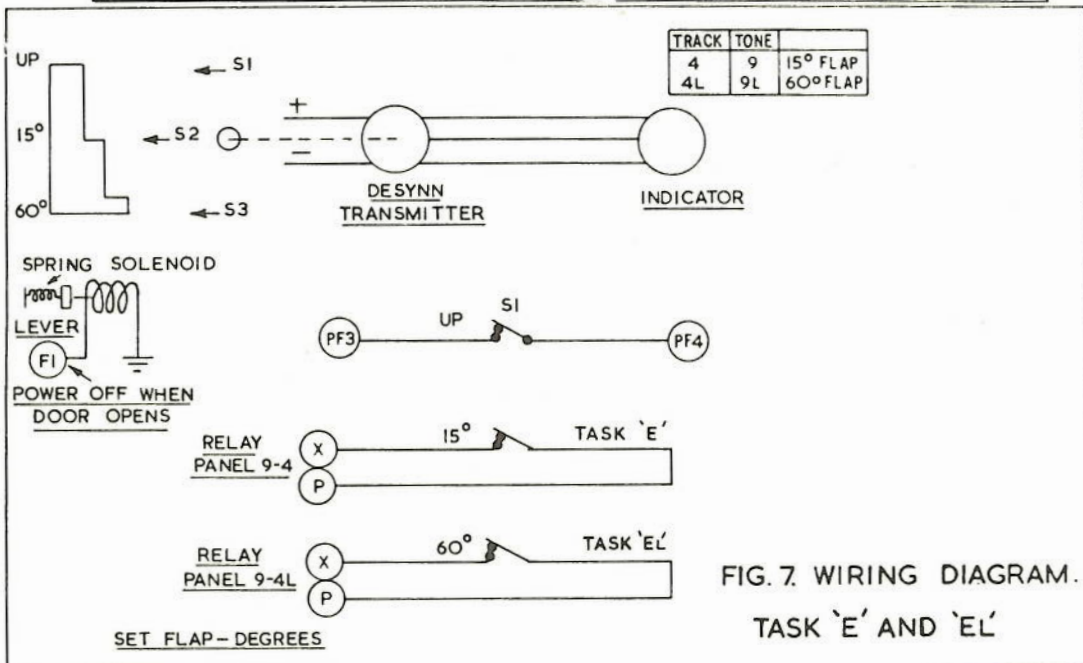 TRACK TONE
4 9 15° FLAP
4L 9L 60° FLAP
UP
S1
15°
S2
+
−
60°
S3
DESYNN
TRANSMITTER
INDICATOR
SPRING SOLENOID
LEVER
F1
POWER OFF WHEN
DOOR OPENS
UP S1
PF3 PF4
RELAY
PANEL 9-4
X 15° TASK 'E'
P
RELAY
PANEL 9-4L
X 60° TASK 'EL'
P
SET FLAP - DEGREES
FIG. 7. WIRING DIAGRAM.
TASK 'E' AND 'EL'